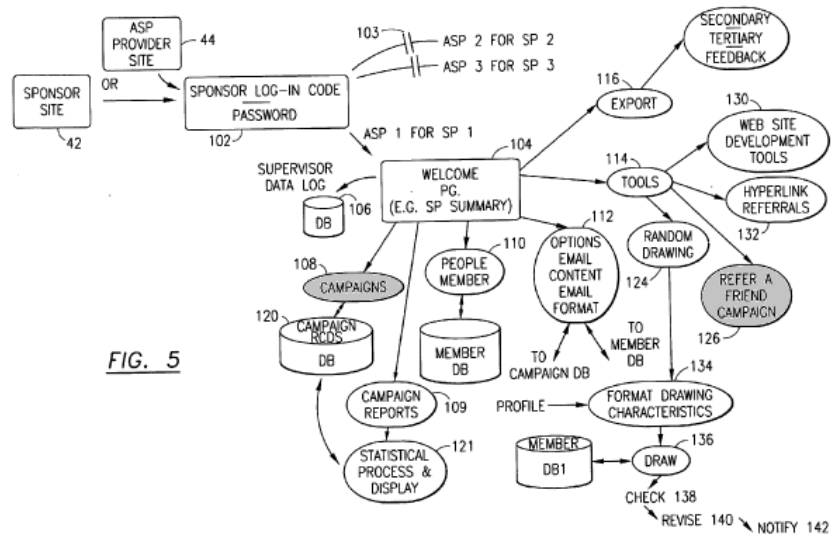 ASP
PROVIDER
SITE
44
SPONSOR
SITE
42
OR
SPONSOR LOG-IN CODE
PASSWORD
102
103
ASP 2 FOR SP 2
ASP 3 FOR SP 3
ASP 1 FOR SP 1
SECONDARY
TERTIARY
FEEDBACK
116
EXPORT
104
WELCOME
PG.
(E.G. SP SUMMARY)
SUPERVISOR
DATA LOG
DB
106
130
WEB SITE
DEVELOPMENT
TOOLS
114
TOOLS
HYPERLINK
REFERRALS
132
112
OPTIONS
EMAIL
CONTENT
EMAIL
FORMAT
110
PEOPLE
MEMBER
RANDOM
DRAWING
124
REFER A
FRIEND
CAMPAIGN
126
108
CAMPAIGNS
120
CAMPAIGN
RCDS
DB
MEMBER
DB
TO
CAMPAIGN DB
TO
MEMBER
DB
FIG. 5
CAMPAIGN
REPORTS
109
121
STATISTICAL
PROCESS &
DISPLAY
134
PROFILE
FORMAT DRAWING
CHARACTERISTICS
136
MEMBER
DB1
DRAW
CHECK 138
REVISE 140
NOTIFY 142